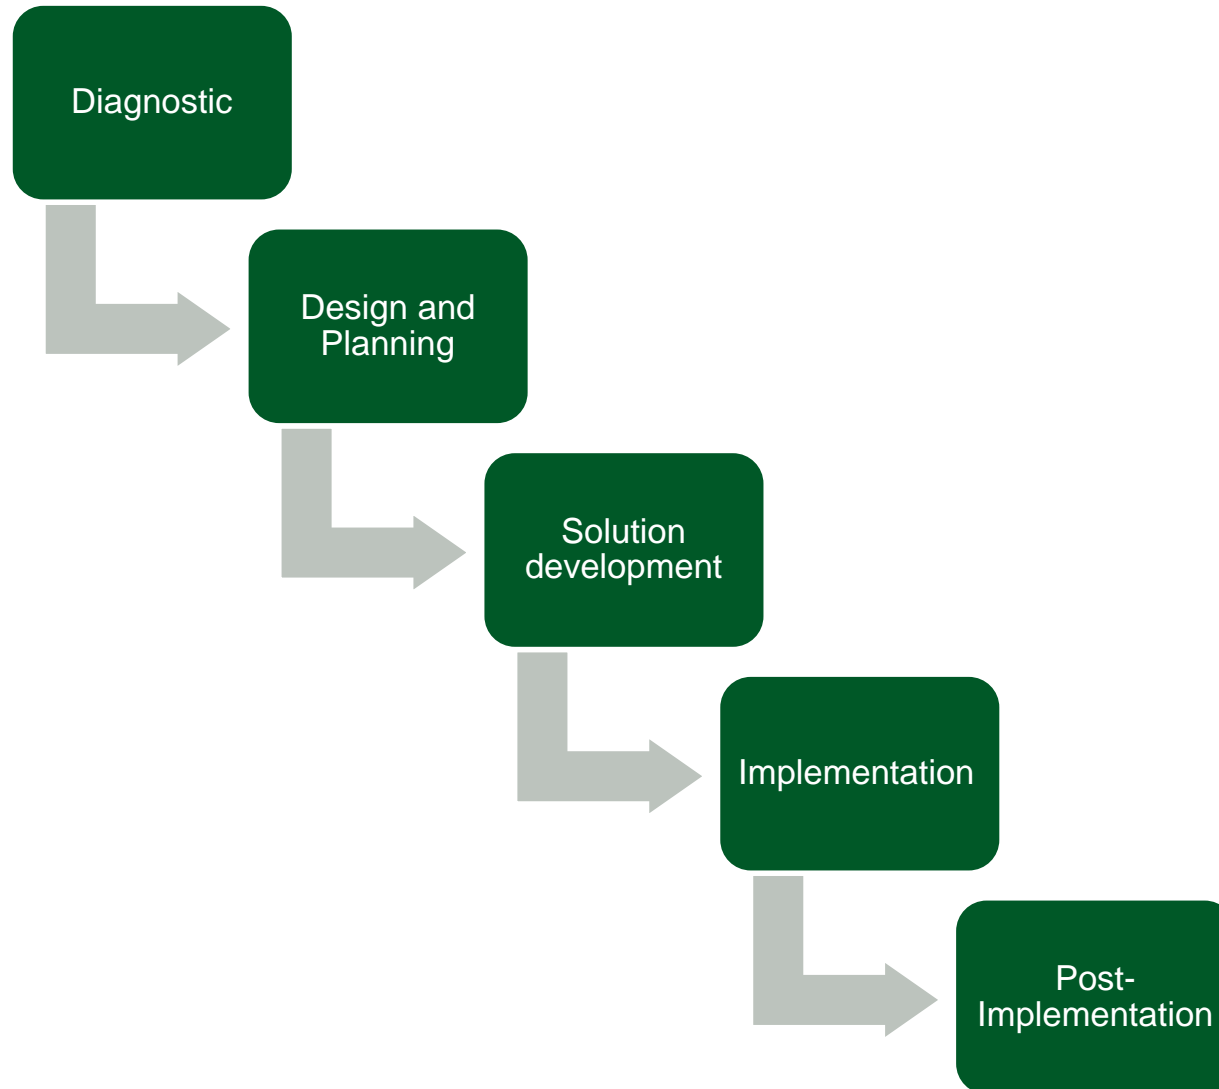 Diagnostic
Design and
Planning
Solution
development
Implementation
Post-
Implementation